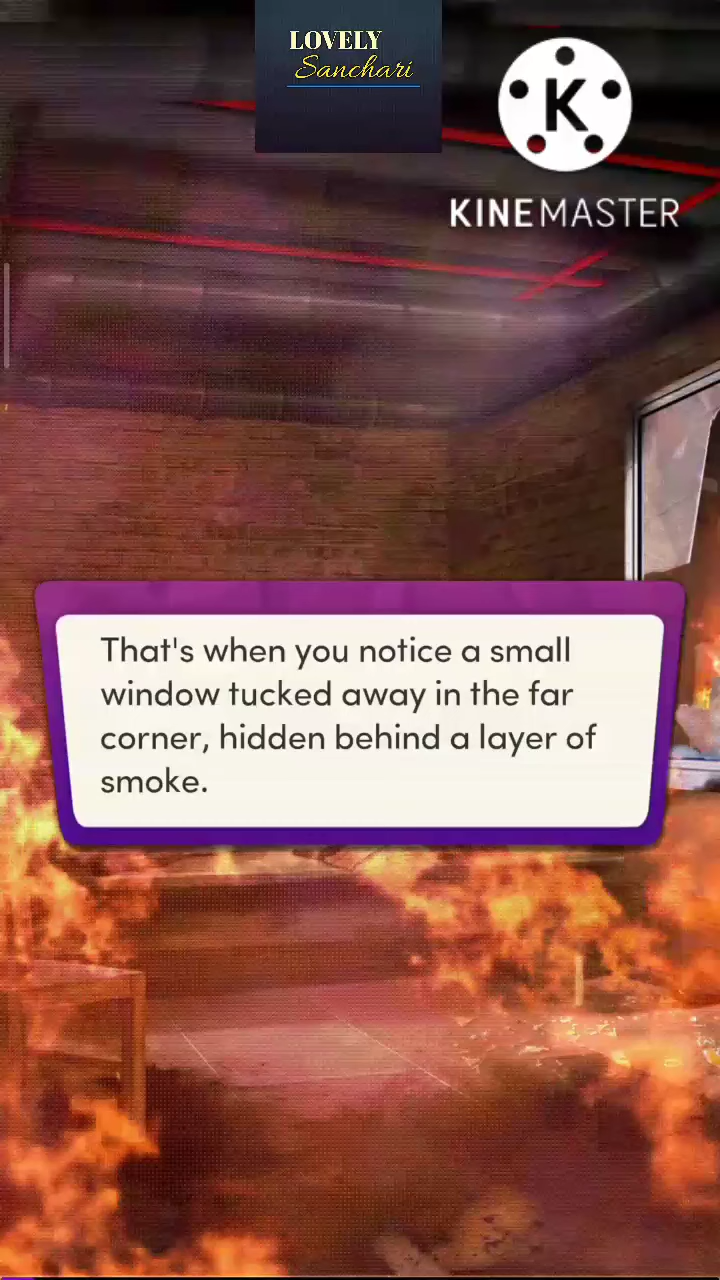 LOVELY
Sanchari
K
KINEMASTER
That's when you notice a small
window tucked away in the far
corner, hidden behind a layer of
smoke.